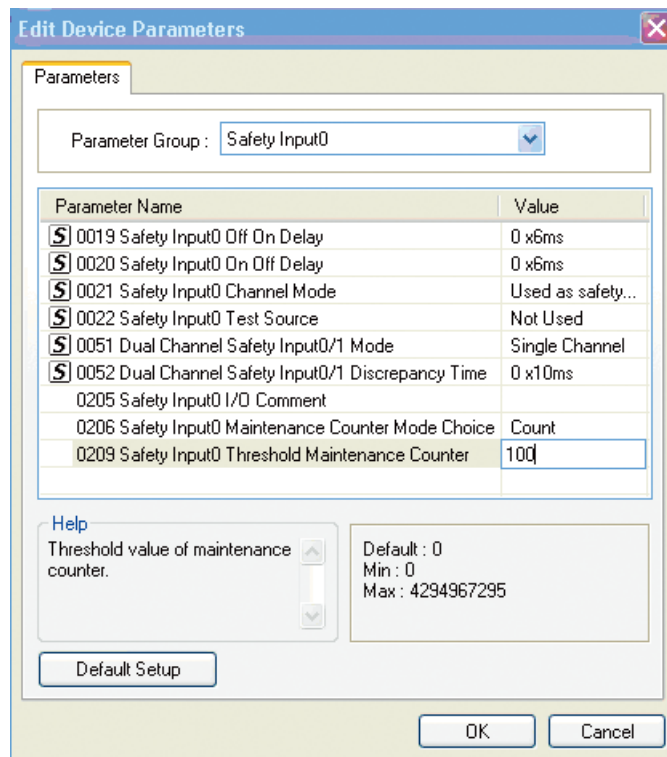 Edit Device Parameters
Parameters
Parameter Group : Safety Input0
Parameter Name Value
S 0019 Safety Input0 Off On Delay 0 x6ms
S 0020 Safety Input0 On Off Delay 0 x6ms
S 0021 Safety Input0 Channel Mode Used as safety...
S 0022 Safety Input0 Test Source Not Used
S 0051 Dual Channel Safety Input0/1 Mode Single Channel
S 0052 Dual Channel Safety Input0/1 Discrepancy Time 0 x10ms
0205 Safety Input0 I/O Comment
0206 Safety Input0 Maintenance Counter Mode Choice Count
0209 Safety Input0 Threshold Maintenance Counter 100
Help
Threshold value of maintenance
counter.
Default : 0
Min : 0
Max : 4294967295
Default Setup
OK Cancel